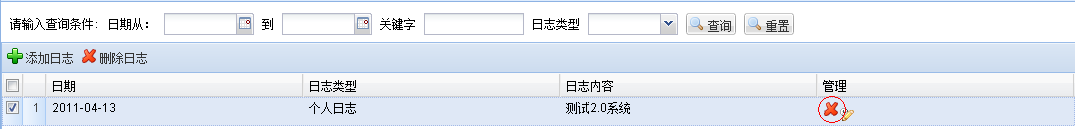 请输入查询条件: 日期从: 到 关键字 日志类型 查询 重置
添加日志 删除日志
日期 日志类型 日志内容 管理
1 2011-04-13 个人日志 测试2.0系统